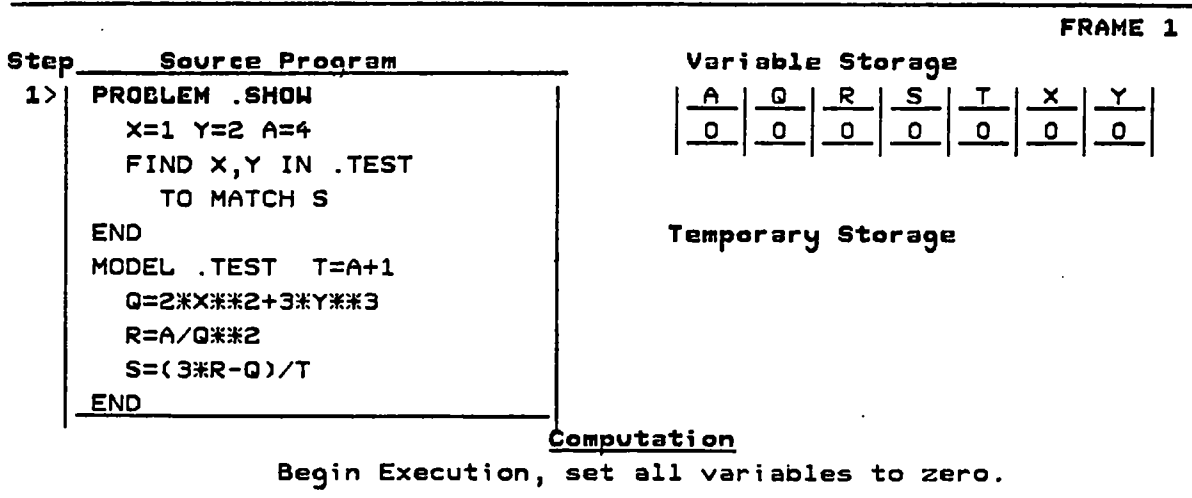 FRAME 1
Step Source Program Variable Storage
1> PROBLEM .SHOW A Q R S T X Y
X=1 Y=2 A=4 0 0 0 0 0 0 0
FIND X,Y IN .TEST
TO MATCH S
END Temporary Storage
MODEL .TEST T=A+1
Q=2*X**2+3*Y**3
R=A/Q**2
S=(3*R-Q)/T
END
Computation
Begin Execution, set all variables to zero.